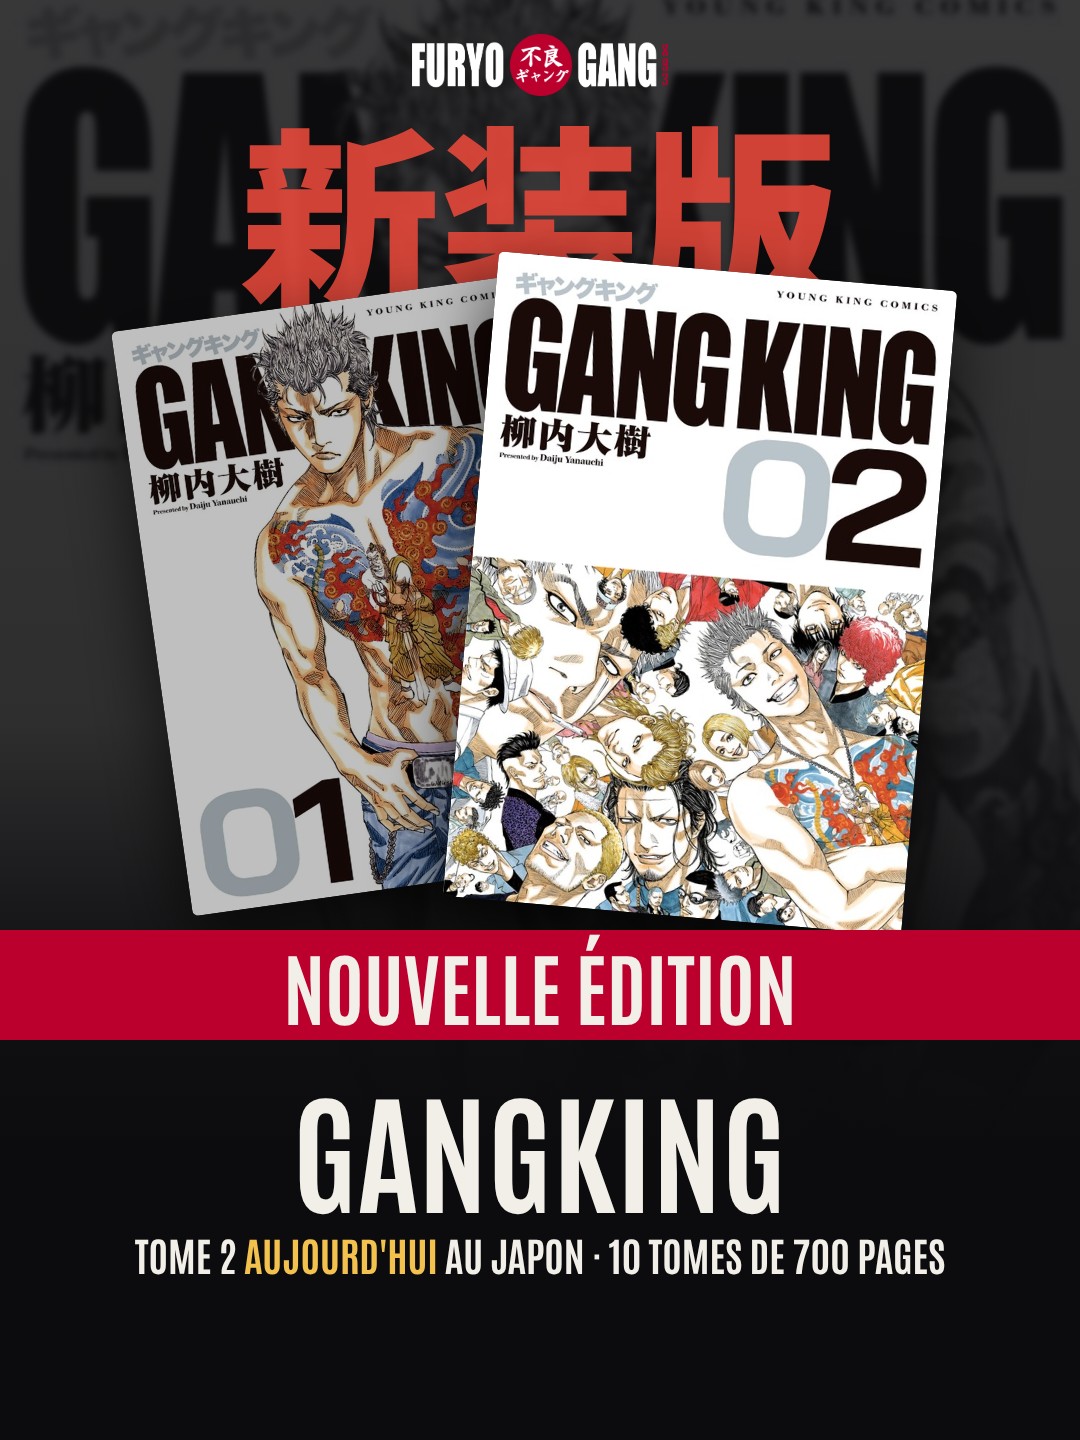 FURYO 不良 ギャング GANG
新装版
ギャングキング
YOUNG KING COMICS
GANG KING
柳内大樹
Presented by Daiju Yanauchi
02
ギャングキング
YOUNG KING COMI
GANG KING
柳内大樹
Presented by Daiju Yanauchi
01
NOUVELLE ÉDITION
GANGKING
TOME 2 AUJOURD'HUI AU JAPON · 10 TOMES DE 700 PAGES